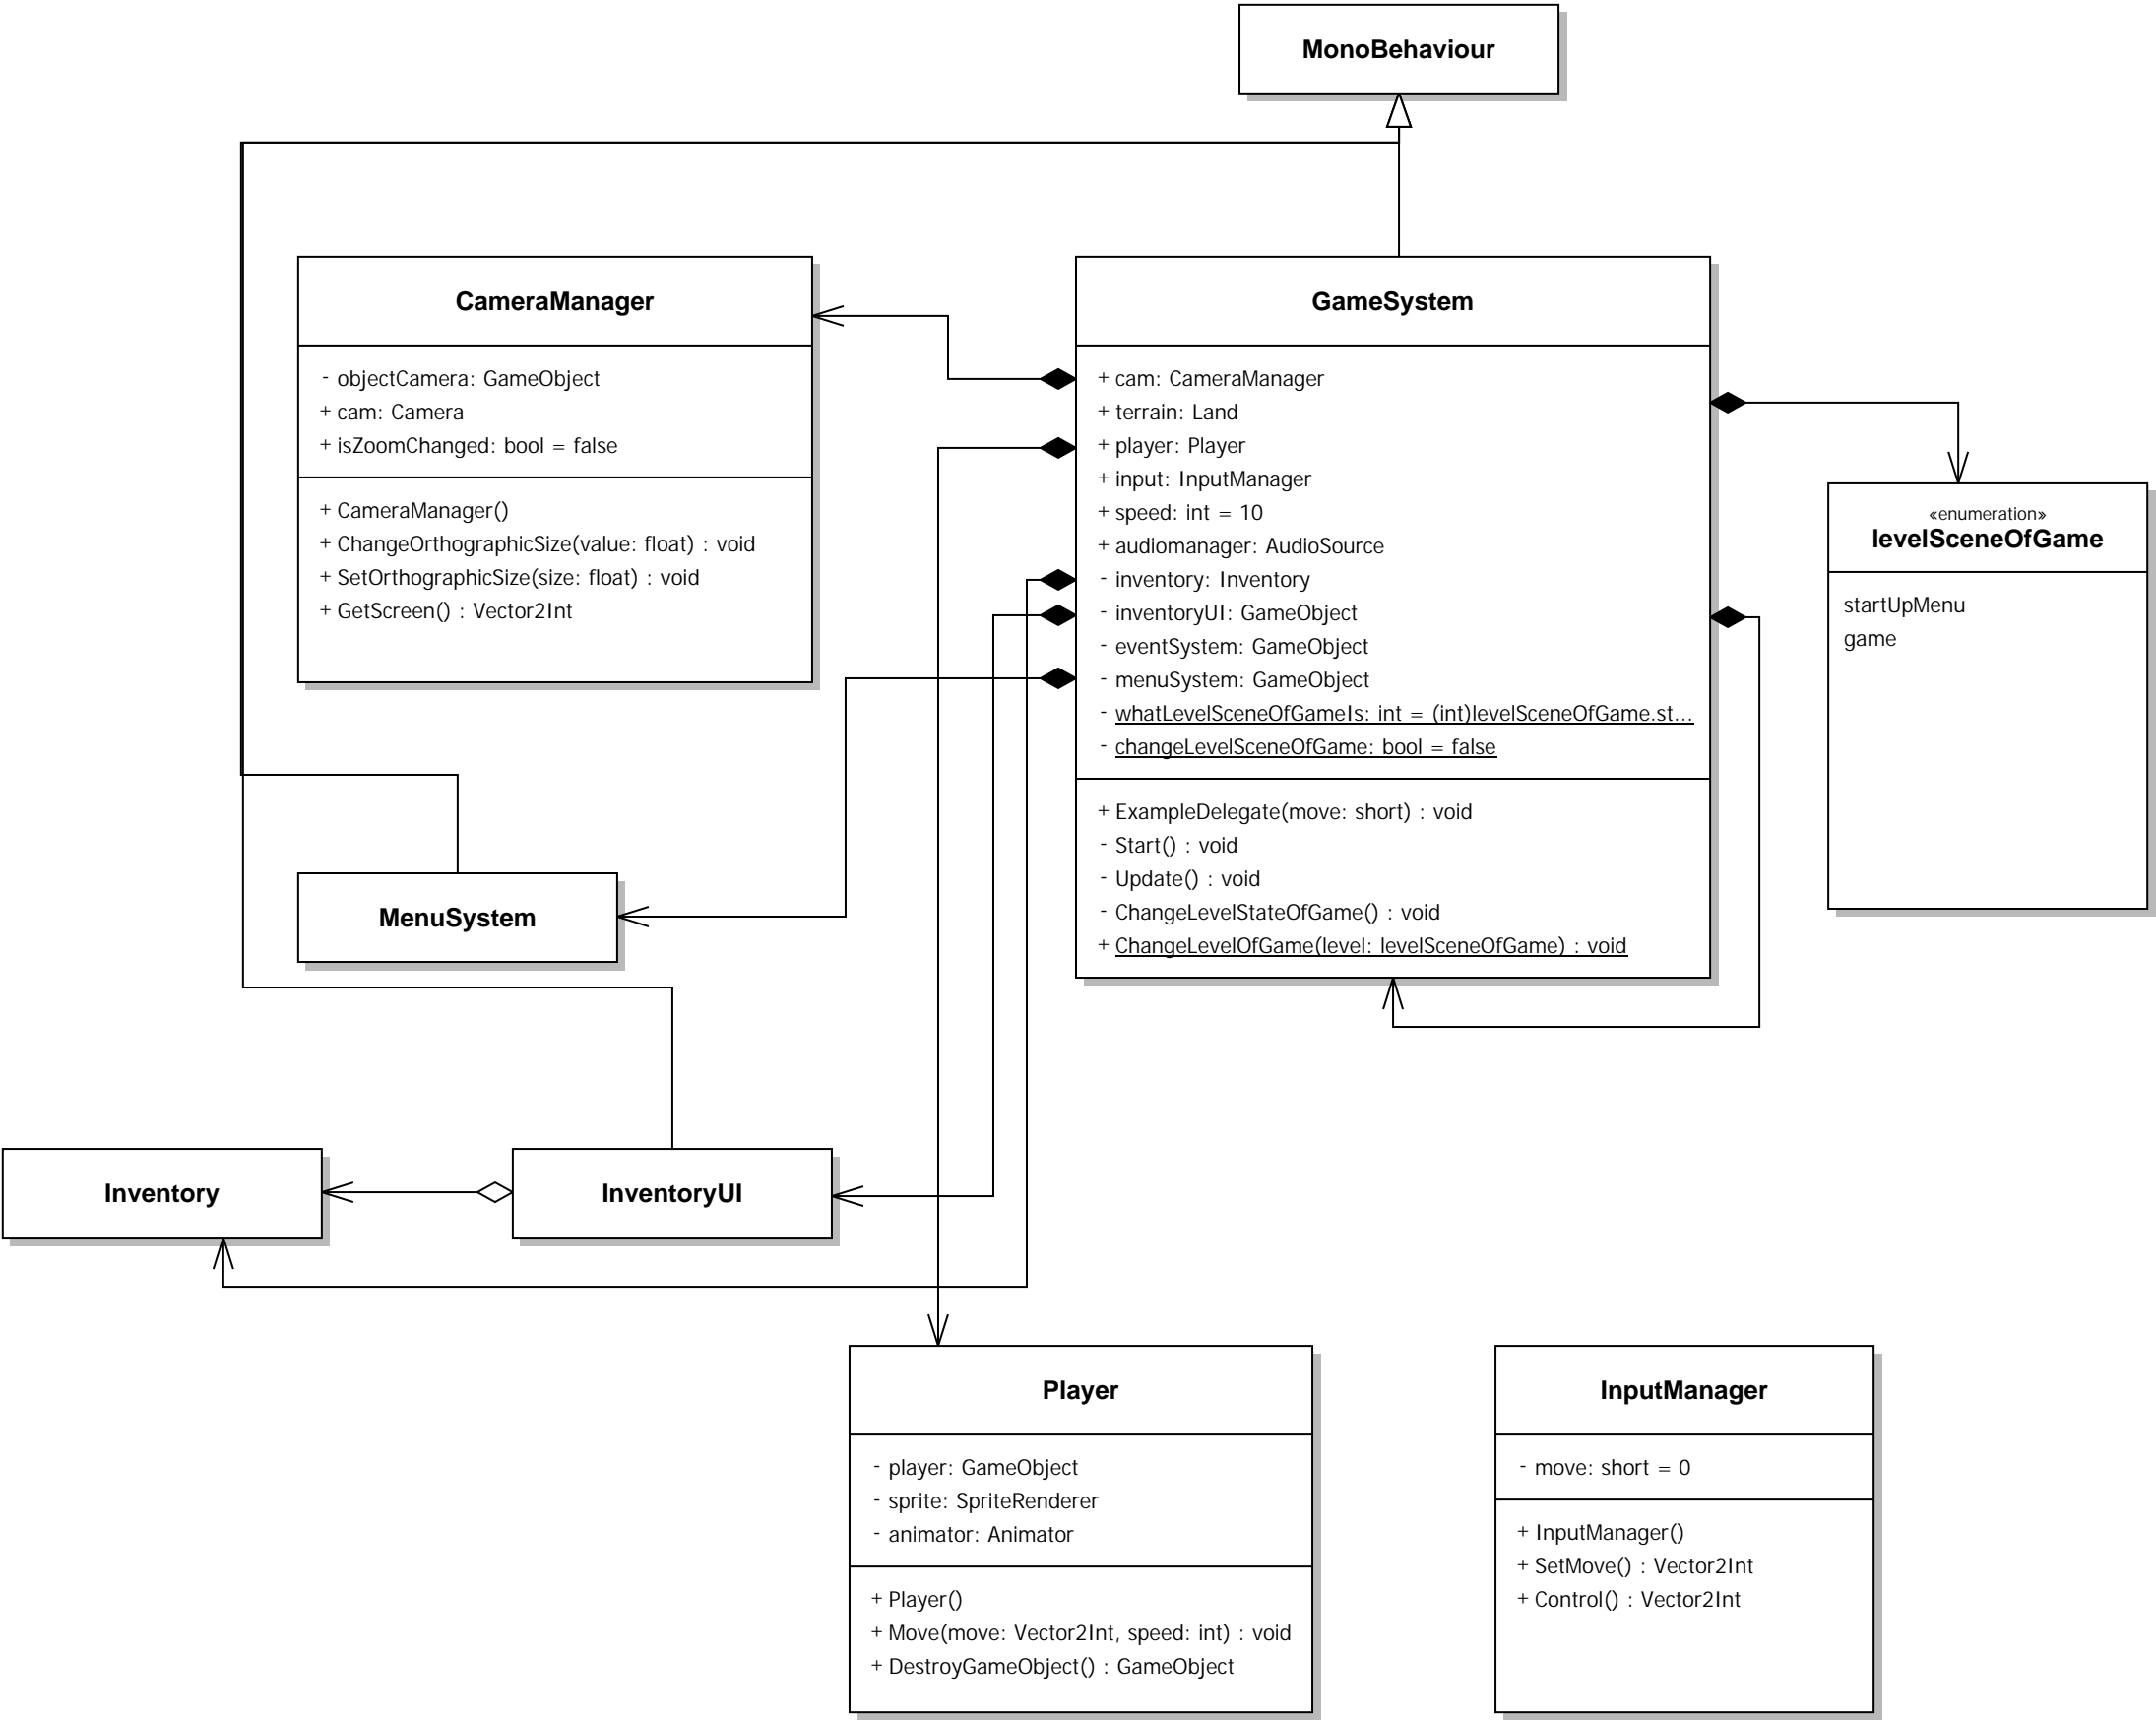 MonoBehaviour
CameraManager
- objectCamera: GameObject
+ cam: Camera
+ isZoomChanged: bool = false
+ CameraManager()
+ ChangeOrthographicSize(value: float) : void
+ SetOrthographicSize(size: float) : void
+ GetScreen() : Vector2Int
GameSystem
+ cam: CameraManager
+ terrain: Land
+ player: Player
+ input: InputManager
+ speed: int = 10
+ audiomanager: AudioSource
- inventory: Inventory
- inventoryUI: GameObject
- eventSystem: GameObject
- menuSystem: GameObject
- whatLevelSceneOfGameIs: int = (int)levelSceneOfGame.st...
- changeLevelSceneOfGame: bool = false
+ ExampleDelegate(move: short) : void
- Start() : void
- Update() : void
- ChangeLevelStateOfGame() : void
+ ChangeLevelOfGame(level: levelSceneOfGame) : void
«enumeration»
levelSceneOfGame
startUpMenu
game
MenuSystem
Inventory
InventoryUI
Player
- player: GameObject
- sprite: SpriteRenderer
- animator: Animator
+ Player()
+ Move(move: Vector2Int, speed: int) : void
+ DestroyGameObject() : GameObject
InputManager
- move: short = 0
+ InputManager()
+ SetMove() : Vector2Int
+ Control() : Vector2Int